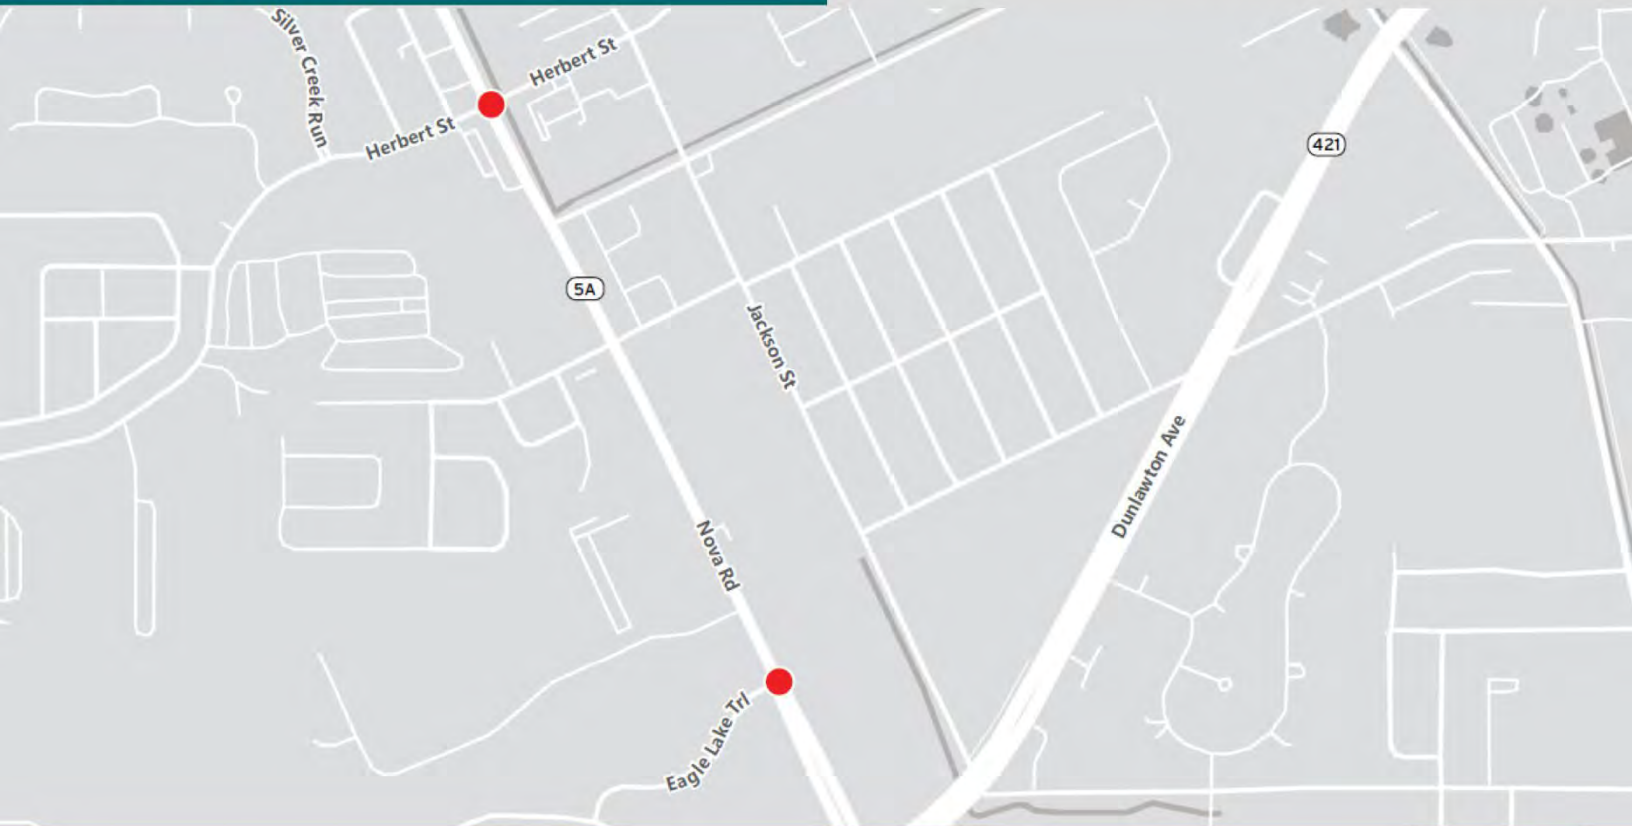 Silver Creek Run
Herbert St
Herbert St
421
5A
Jackson St
Dunlawton Ave
Nova Rd
Eagle Lake Trl